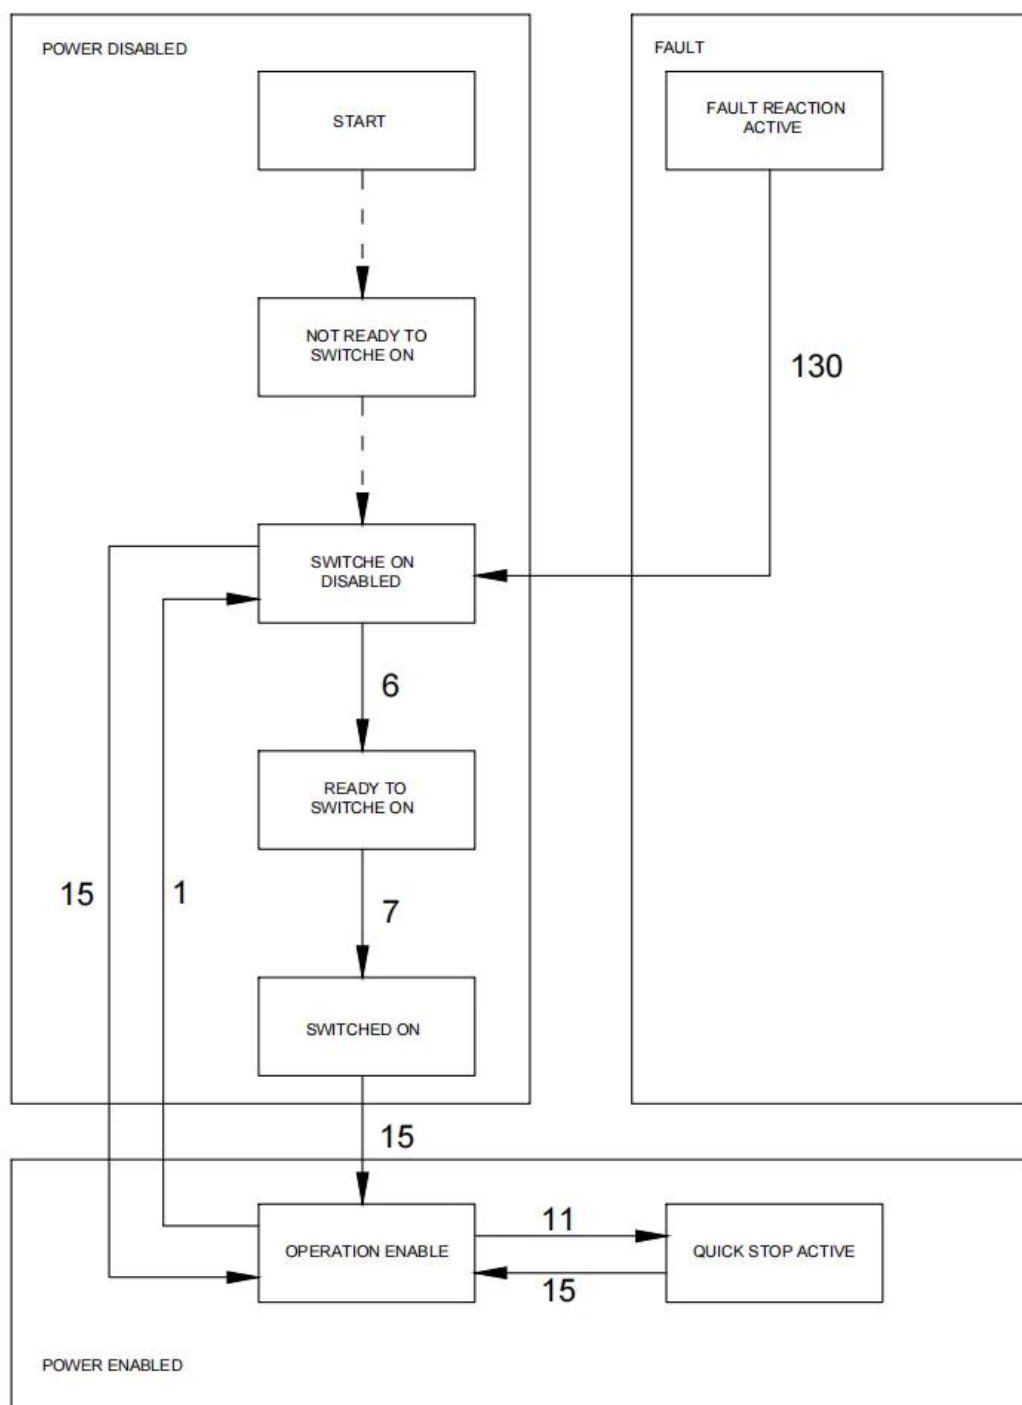 POWER DISABLED
FAULT
START
FAULT REACTION
ACTIVE
NOT READY TO
SWITCHE ON
130
SWITCHE ON
DISABLED
6
READY TO
SWITCHE ON
15
1
7
SWITCHED ON
15
OPERATION ENABLE
11
15
QUICK STOP ACTIVE
POWER ENABLED